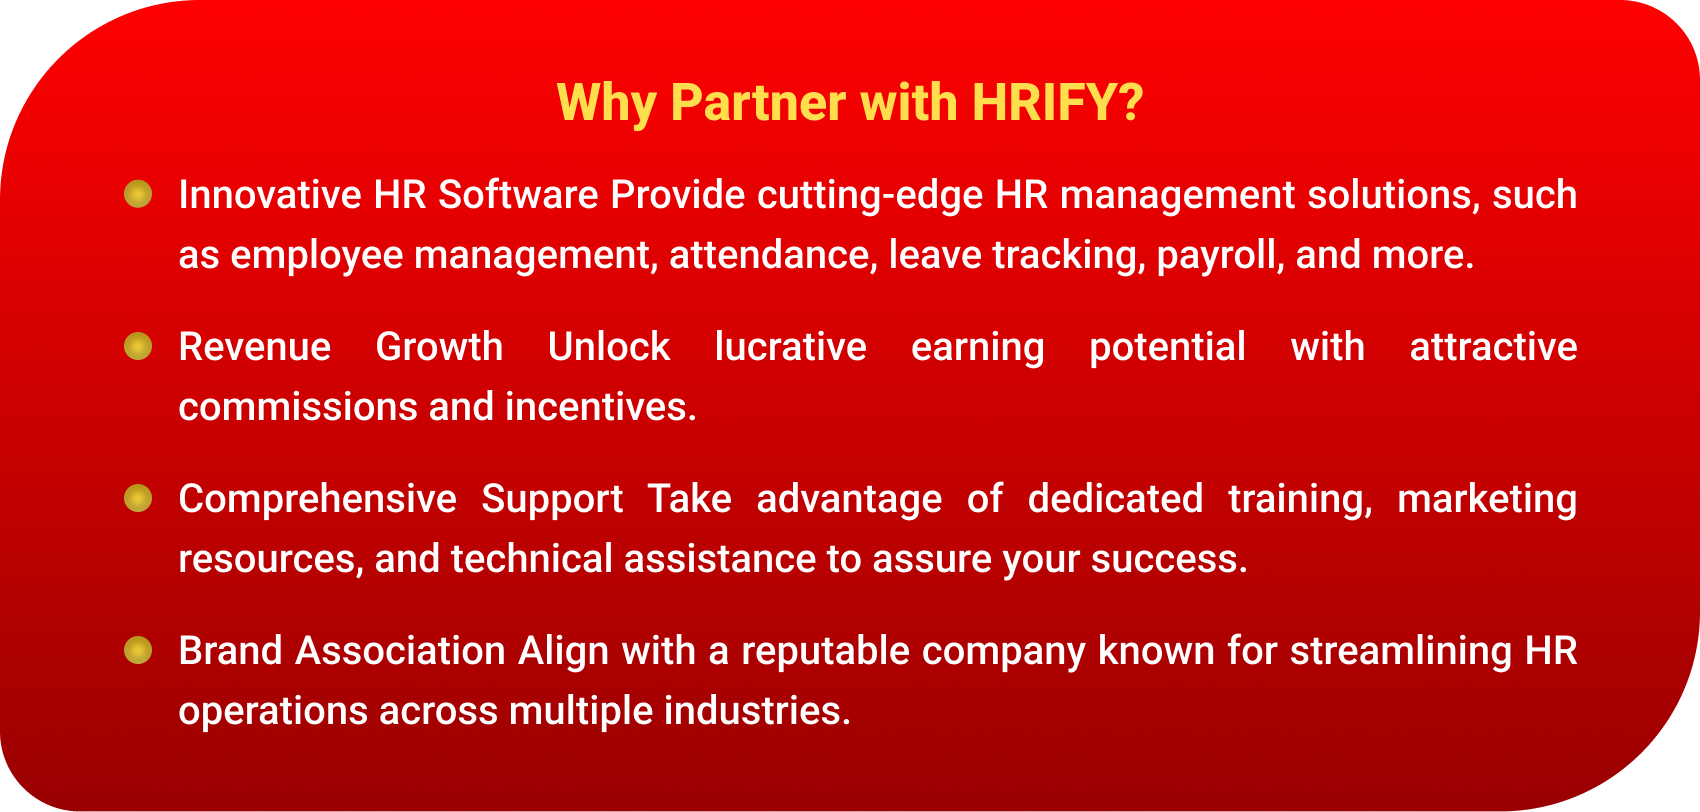 Why Partner with HRIFY?
Innovative HR Software Provide cutting-edge HR management solutions, such
as employee management, attendance, leave tracking, payroll, and more.
Revenue Growth Unlock lucrative earning potential with attractive
commissions and incentives.
Comprehensive Support Take advantage of dedicated training, marketing
resources, and technical assistance to assure your success.
Brand Association Align with a reputable company known for streamlining HR
operations across multiple industries.